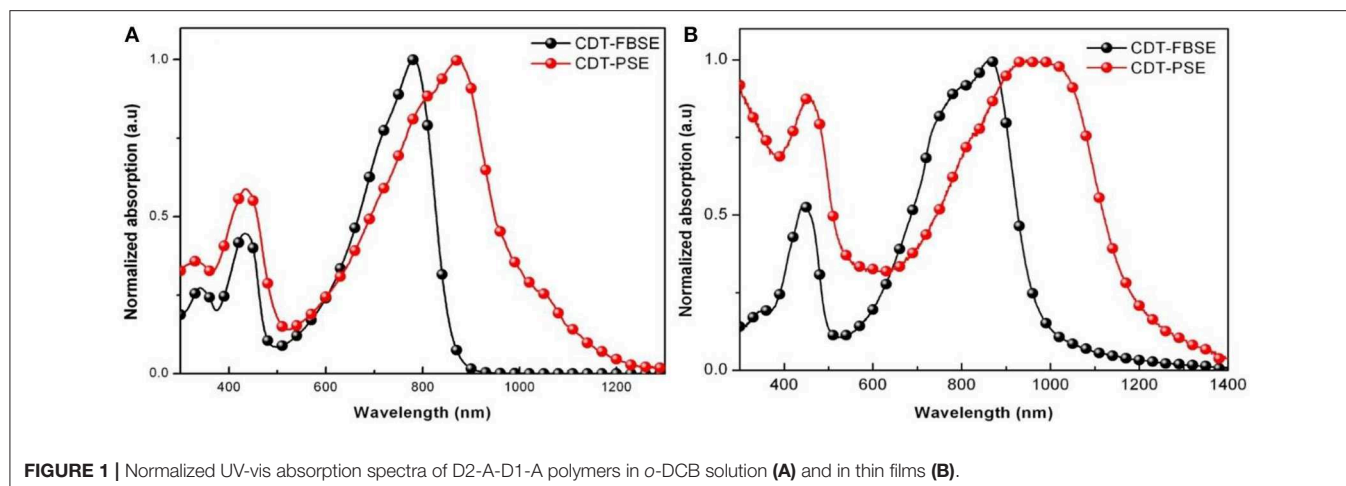 A
CDT-FBSE
CDT-PSE
1.0
0.5
0.0
Normalized absorption (a.u)
400 600 800 1000 1200
Wavelength (nm)
B
CDT-FBSE
CDT-PSE
1.0
0.5
0.0
Normalized absorption (a.u)
400 600 800 1000 1200 1400
Wavelength (nm)
FIGURE 1 | Normalized UV-vis absorption spectra of D2-A-D1-A polymers in o-DCB solution (A) and in thin films (B).